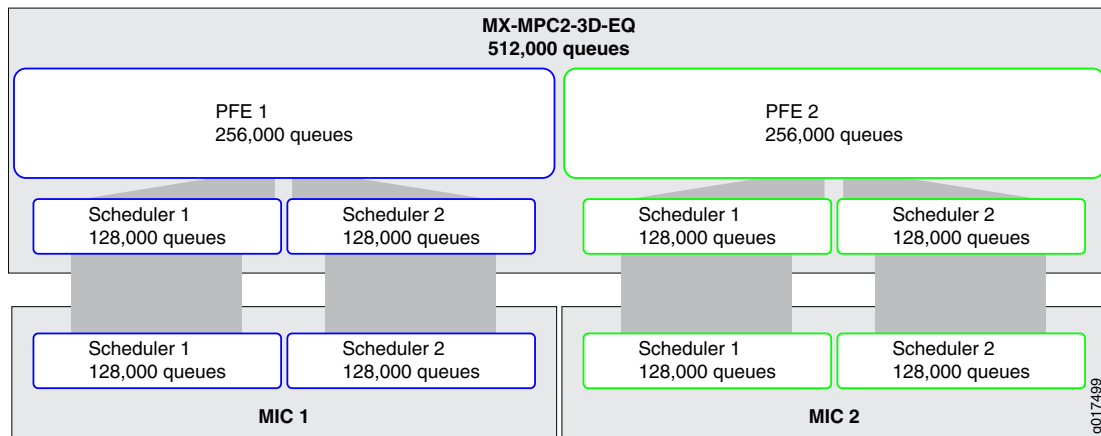 MX-MPC2-3D-EQ
512,000 queues
PFE 1
256,000 queues
PFE 2
256,000 queues
Scheduler 1
128,000 queues
Scheduler 2
128,000 queues
Scheduler 1
128,000 queues
Scheduler 2
128,000 queues
Scheduler 1
128,000 queues
Scheduler 2
128,000 queues
Scheduler 1
128,000 queues
Scheduler 2
128,000 queues
MIC 1
MIC 2
g017499